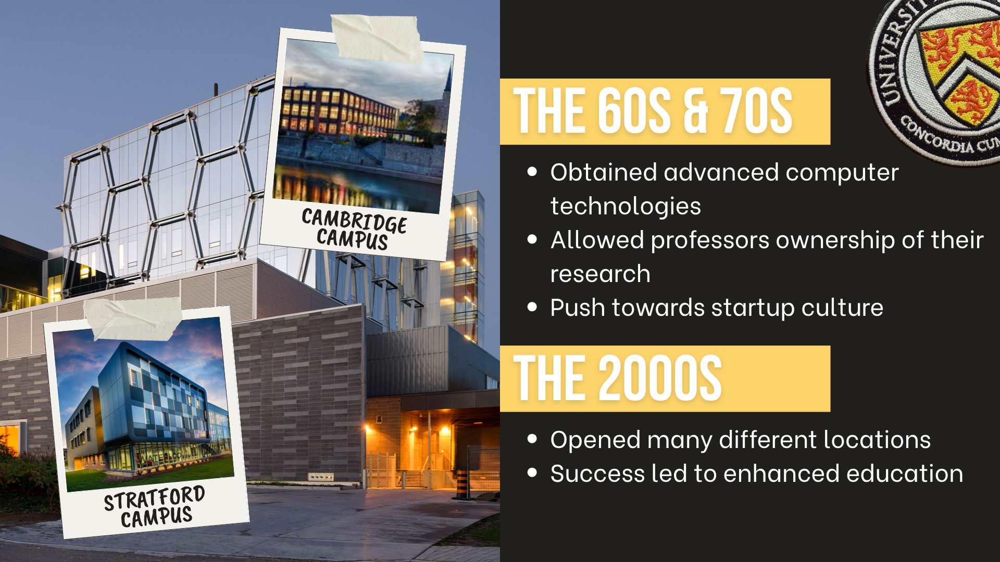 CAMBRIDGE
CAMPUS
STRATFORD
CAMPUS
UNIVERSIT
CONCORDIA CUM
THE 60S & 70S
Obtained advanced computer
technologies
Allowed professors ownership of their
research
Push towards startup culture
THE 2000S
Opened many different locations
Success led to enhanced education